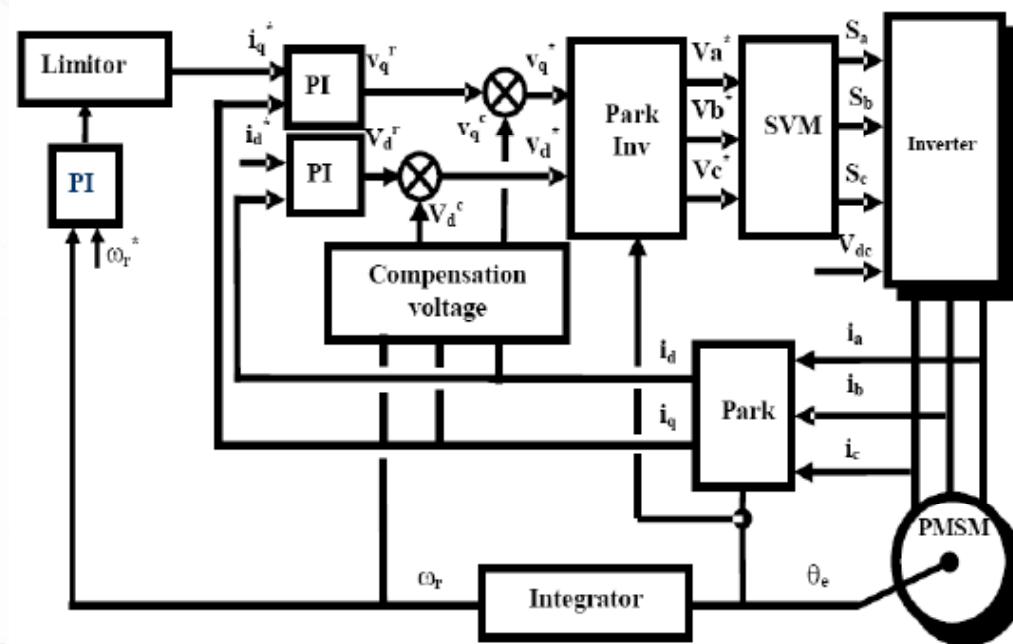 Limitor
i_q^*
PI
v_q^r
v_q^c
v_q^*
Park
Inv
Va^*
Vb^*
Vc^*
SVM
S_a
S_b
S_c
V_dc
Inverter
PI
ω_r^*
i_d^*
PI
V_d^r
V_d^c
v_d^*
Compensation
voltage
i_d
i_q
Park
i_a
i_b
i_c
PMSM
ω_r
Integrator
θ_e